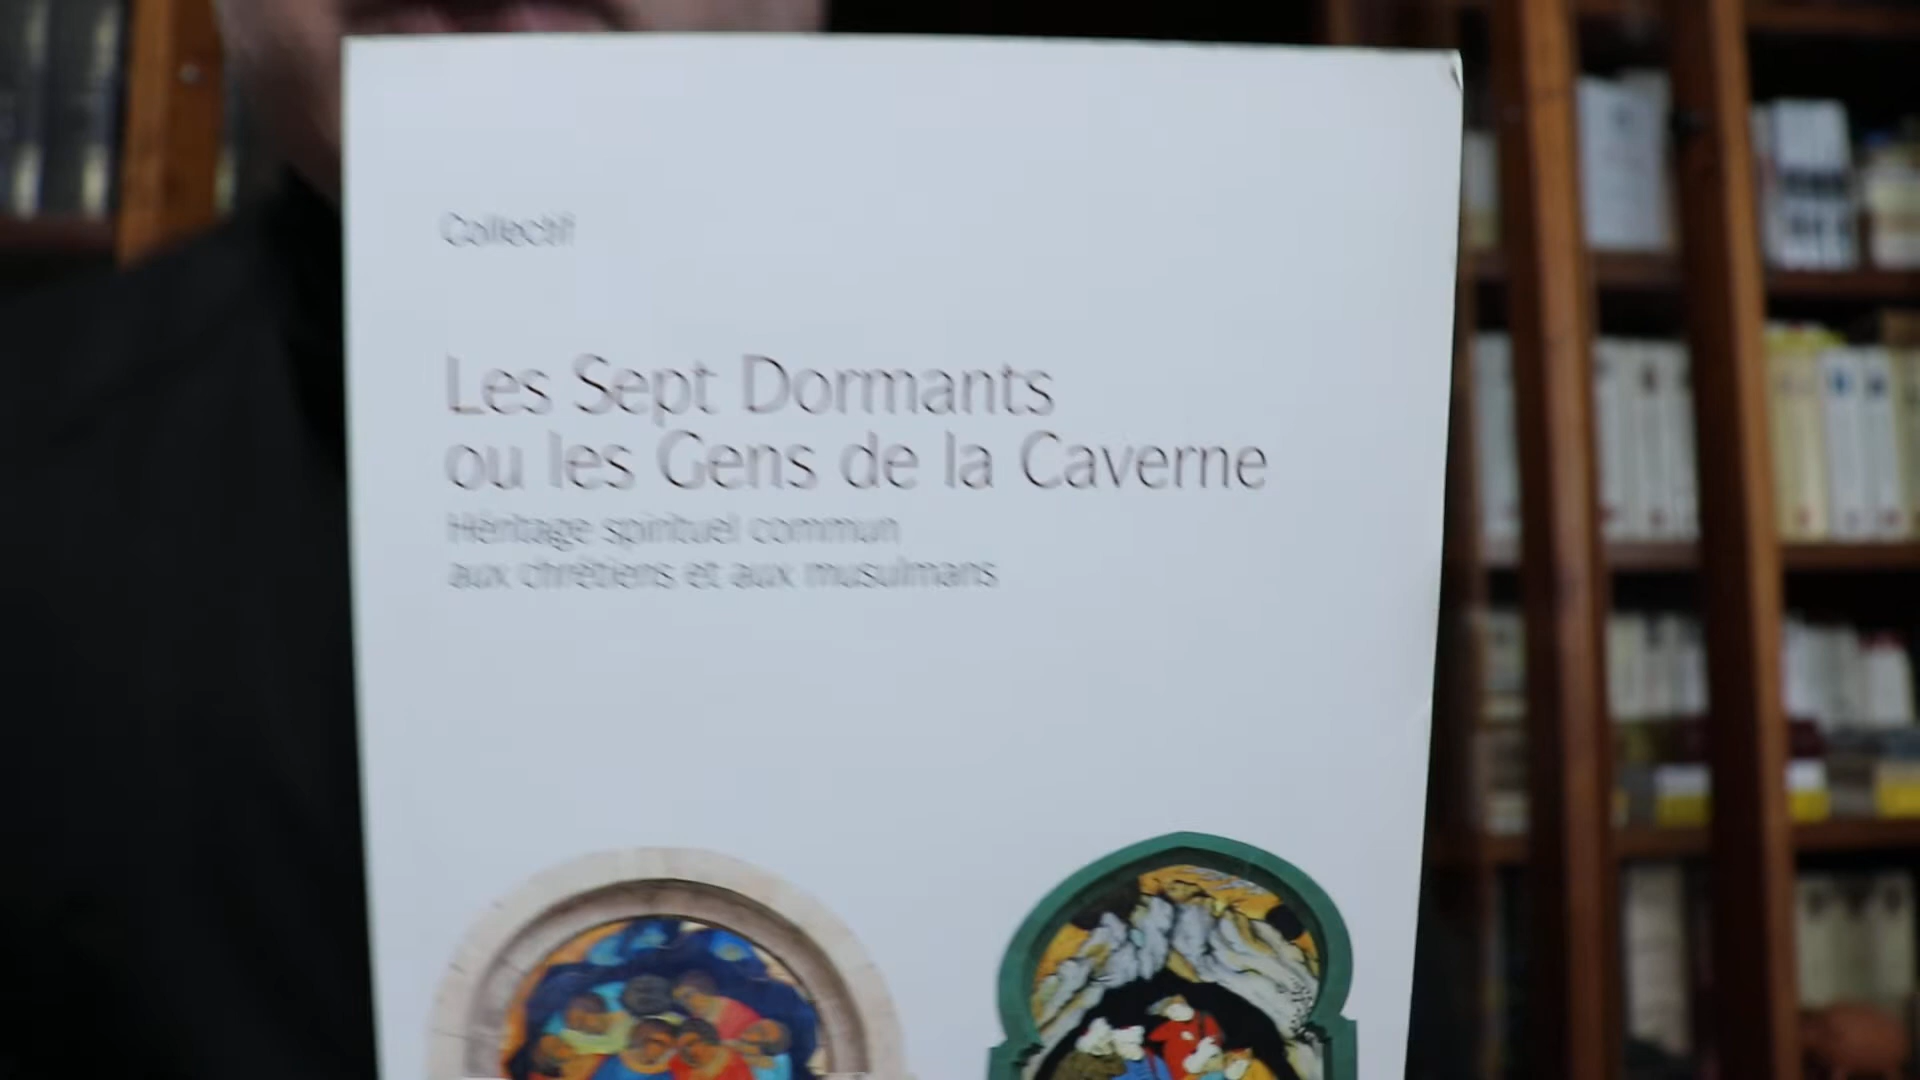 Collectif
Les Sept Dormants
ou les Gens de la Caverne
Héritage spirituel commun
aux chrétiens et aux musulmans